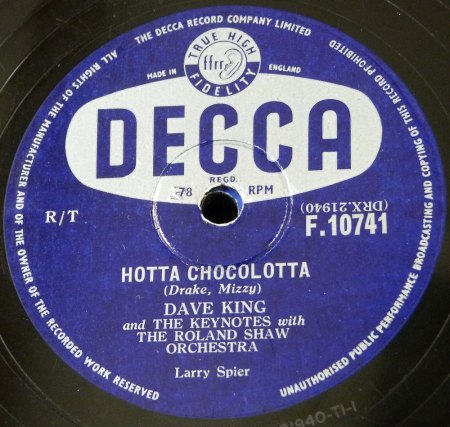 THE DECCA RECORD COMPANY LIMITED
ALL RIGHTS OF THE MANUFACTURER AND OF THE OWNER OF THE RECORDED WORK RESERVED
UNAUTHORISED PUBLIC PERFORMANCE BROADCASTING AND COPYING OF THIS RECORD PROHIBITED
TRUE HIGH
ffrr
FIDELITY
MADE IN ENGLAND
DECCA
REGD.
78 RPM
R/T
(DRX.21940)
F.10741
HOTTA CHOCOLOTTA
(Drake, Mizzy)
DAVE KING
and THE KEYNOTES with
THE ROLAND SHAW
ORCHESTRA
Larry Spier
21940-T1-1